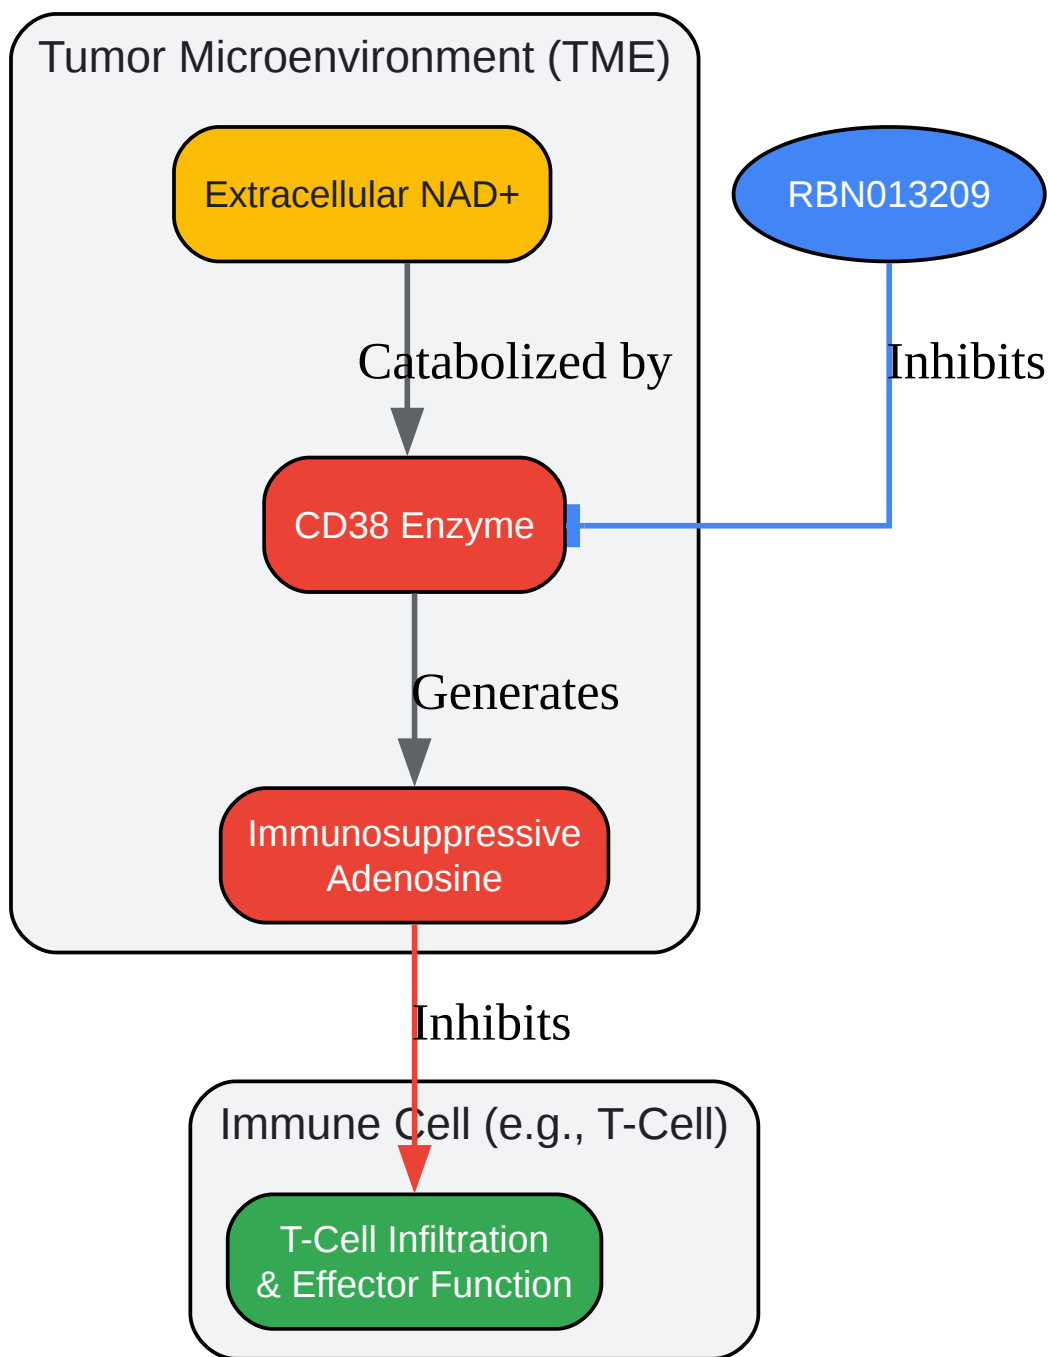 Tumor Microenvironment (TME)
Extracellular NAD+
RBN013209
Catabolized by
Inhibits
CD38 Enzyme
Generates
Immunosuppressive
Adenosine
Inhibits
Immune Cell (e.g., T-Cell)
T-Cell Infiltration
& Effector Function